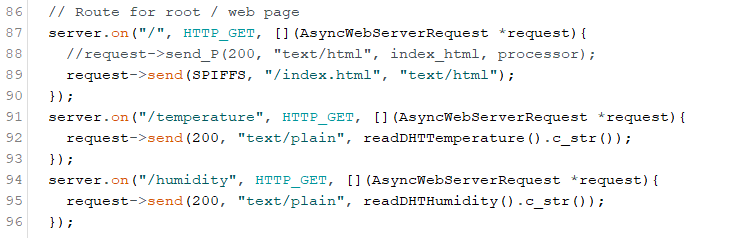 86 // Route for root / web page
87 server.on("/", HTTP_GET, [](AsyncWebServerRequest *request){
88 //request->send_P(200, "text/html", index_html, processor);
89 request->send(SPIFFS, "/index.html", "text/html");
90 });
91 server.on("/temperature", HTTP_GET, [](AsyncWebServerRequest *request){
92 request->send(200, "text/plain", readDHTTemperature().c_str());
93 });
94 server.on("/humidity", HTTP_GET, [](AsyncWebServerRequest *request){
95 request->send(200, "text/plain", readDHTHumidity().c_str());
96 });